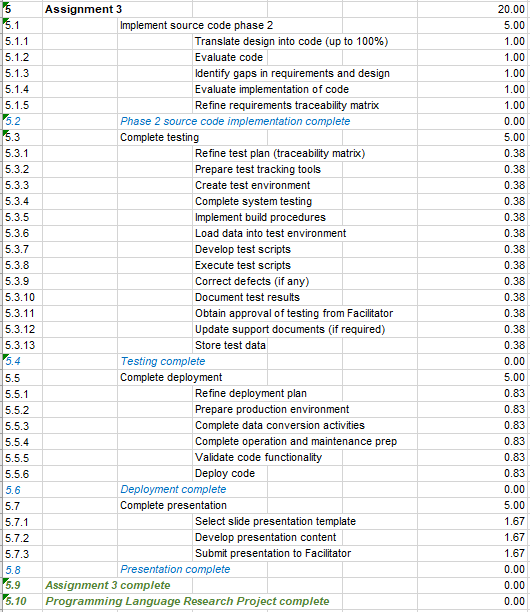 5 Assignment 3 20.00
5.1 Implement source code phase 2 5.00
5.1.1 Translate design into code (up to 100%) 1.00
5.1.2 Evaluate code 1.00
5.1.3 Identify gaps in requirements and design 1.00
5.1.4 Evaluate implementation of code 1.00
5.1.5 Refine requirements traceability matrix 1.00
5.2 Phase 2 source code implementation complete 0.00
5.3 Complete testing 5.00
5.3.1 Refine test plan (traceability matrix) 0.38
5.3.2 Prepare test tracking tools 0.38
5.3.3 Create test environment 0.38
5.3.4 Complete system testing 0.38
5.3.5 Implement build procedures 0.38
5.3.6 Load data into test environment 0.38
5.3.7 Develop test scripts 0.38
5.3.8 Execute test scripts 0.38
5.3.9 Correct defects (if any) 0.38
5.3.10 Document test results 0.38
5.3.11 Obtain approval of testing from Facilitator 0.38
5.3.12 Update support documents (if required) 0.38
5.3.13 Store test data 0.38
5.4 Testing complete 0.00
5.5 Complete deployment 5.00
5.5.1 Refine deployment plan 0.83
5.5.2 Prepare production environment 0.83
5.5.3 Complete data conversion activities 0.83
5.5.4 Complete operation and maintenance prep 0.83
5.5.5 Validate code functionality 0.83
5.5.6 Deploy code 0.83
5.6 Deployment complete 0.00
5.7 Complete presentation 5.00
5.7.1 Select slide presentation template 1.67
5.7.2 Develop presentation content 1.67
5.7.3 Submit presentation to Facilitator 1.67
5.8 Presentation complete 0.00
5.9 Assignment 3 complete 0.00
5.10 Programming Language Research Project complete 0.00